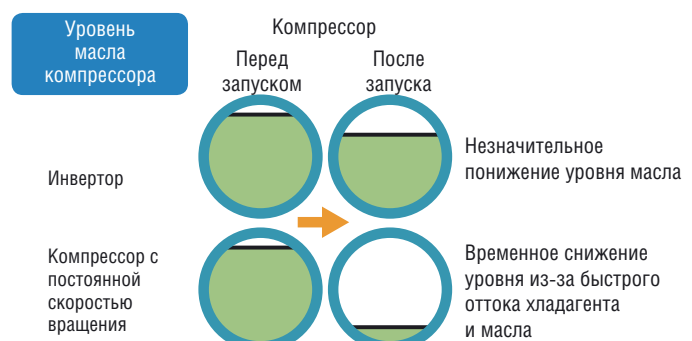 Уровень
масла
компрессора
Компрессор
Перед
запуском
После
запуска
Инвертор
Незначительное
понижение уровня масла
Компрессор с
постоянной
скоростью
вращения
Временное снижение
уровня из-за быстрого
оттока хладагента
и масла